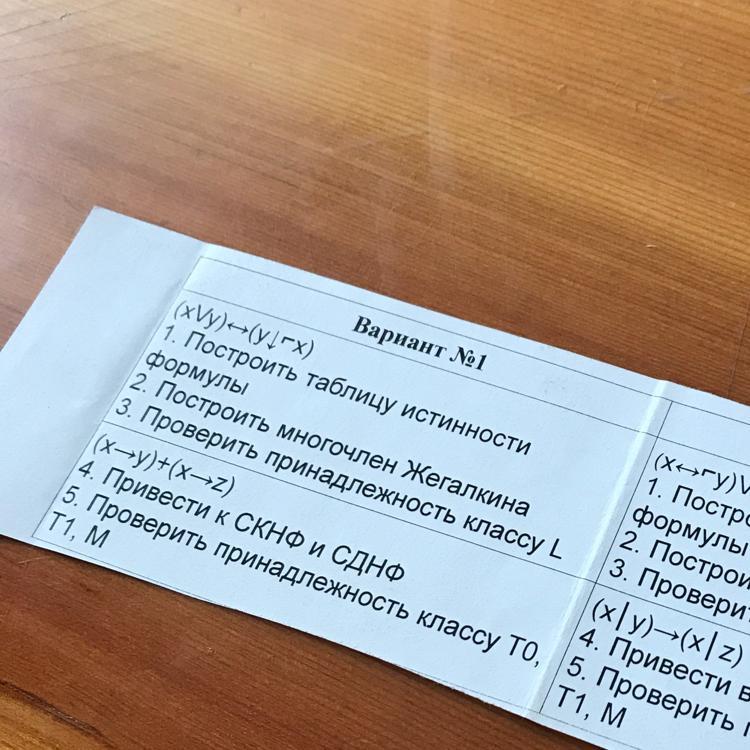 Вариант №1
(x∨y)↔(y↓⌐x)
1. Построить таблицу истинности
формулы
2. Построить многочлен Жегалкина
3. Проверить принадлежность классу L
(x→y)+(x→z)
4. Привести к СКНФ и СДНФ
5. Проверить принадлежность классу T0,
T1, M
(x↔⌐y)∨
1. Постро
формулы
2. Построи
3. Провери
(x|y)→(x|z)
4. Привести в
5. Проверить
T1, M